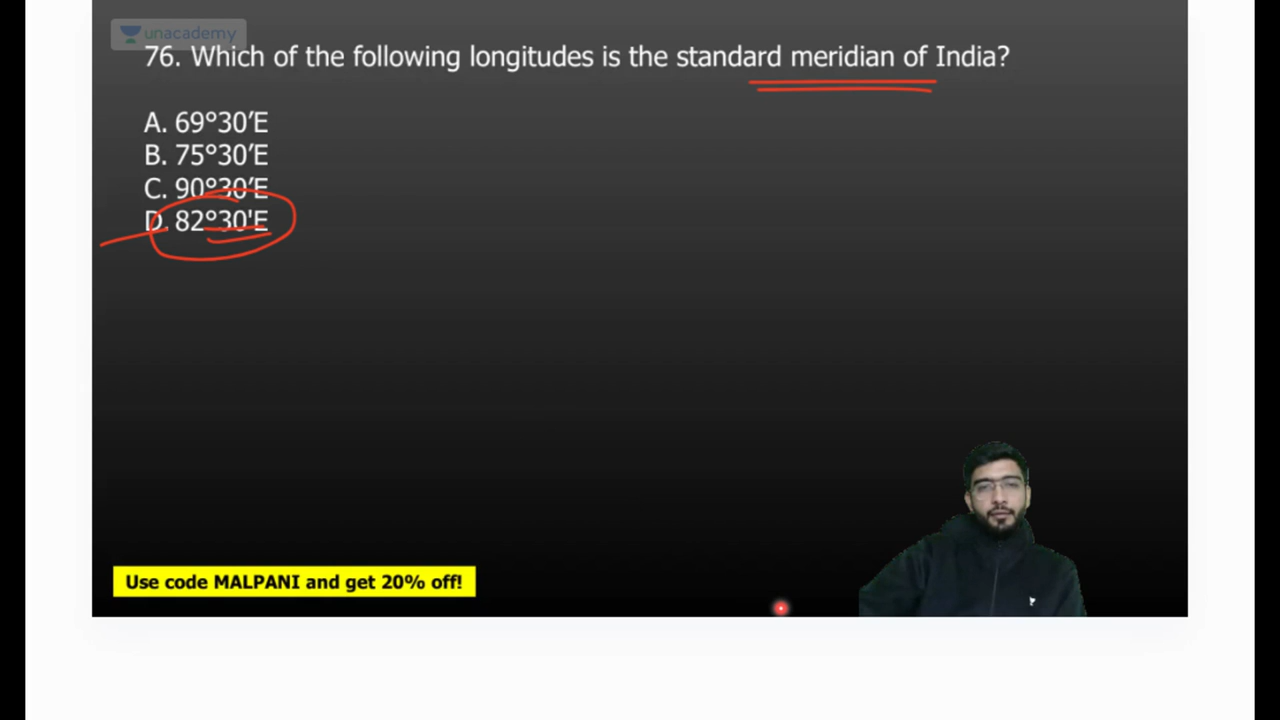 unacademy
76. Which of the following longitudes is the standard meridian of India?
A. 69°30′E
B. 75°30′E
C. 90°30′E
D. 82°30'E
Use code MALPANI and get 20% off!